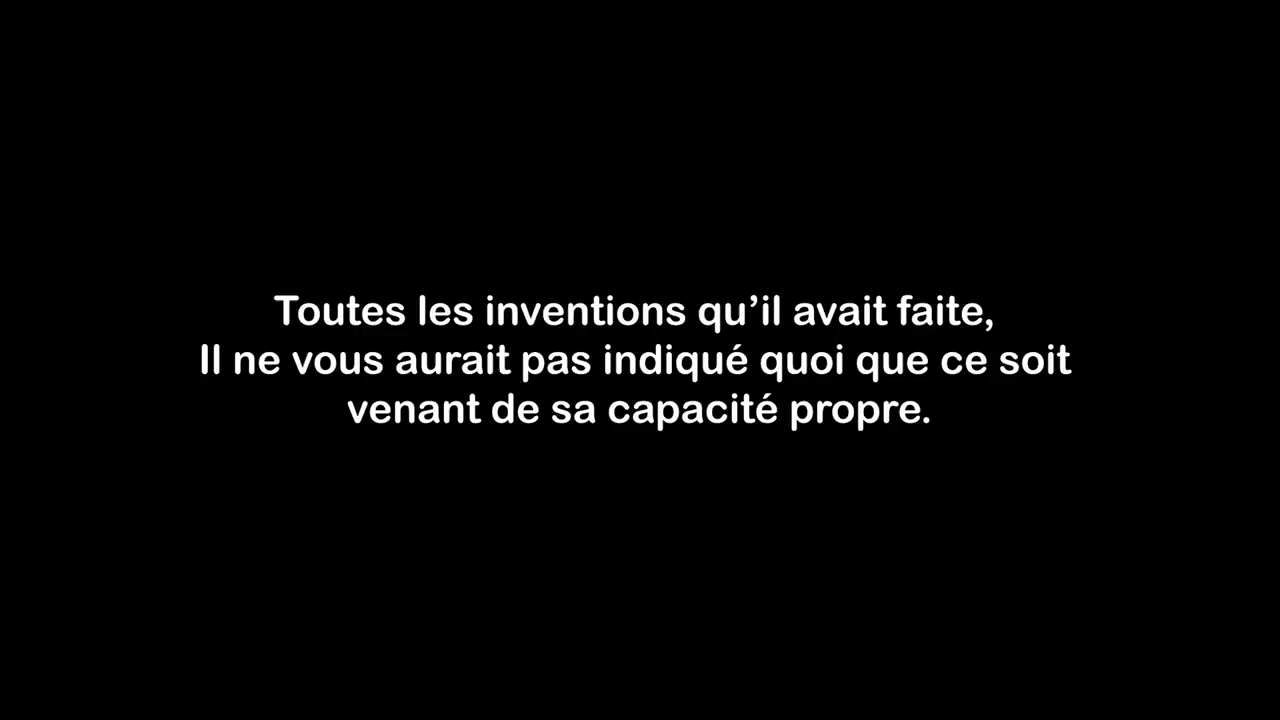 Toutes les inventions qu’il avait faite,
Il ne vous aurait pas indiqué quoi que ce soit
venant de sa capacité propre.